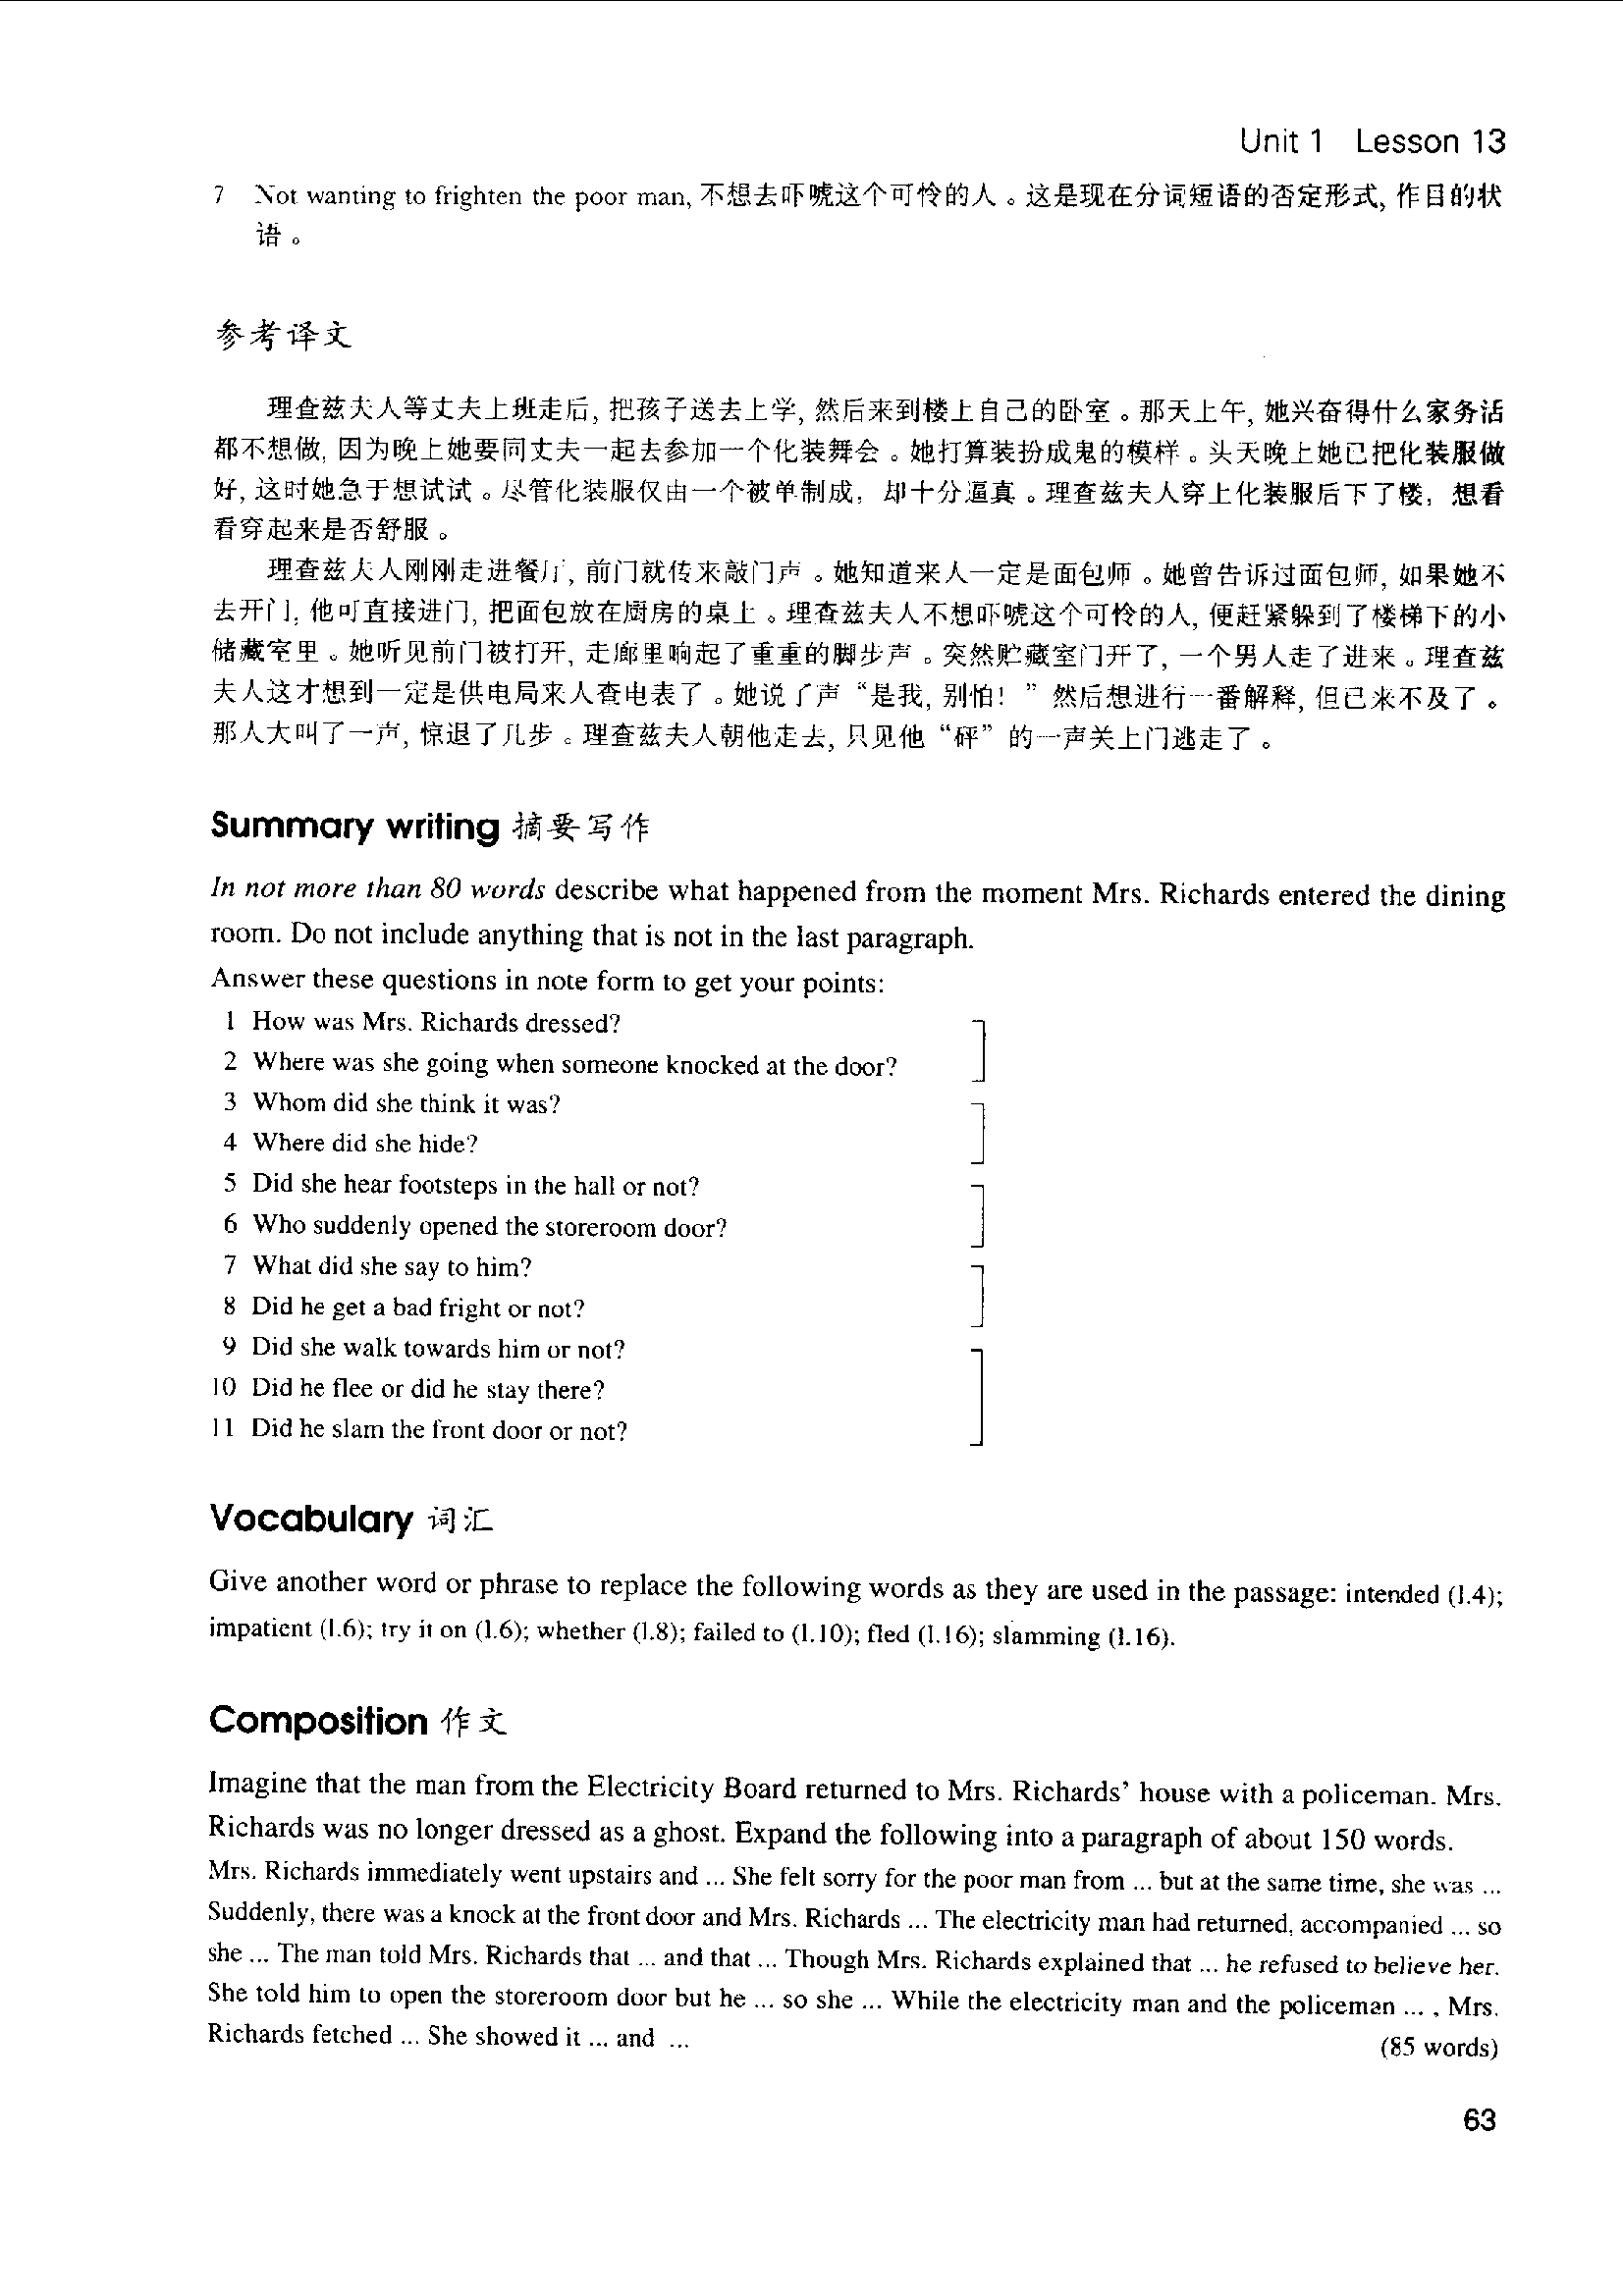 Unit 1 Lesson 13
7 Not wanting to frighten the poor man, 不想去吓唬这个可怜的人。这是现在分词短语的否定形式, 作目的状
语。
参考译文
理查兹夫人等丈夫上班走后, 把孩子送去上学, 然后来到楼上自己的卧室。那天上午, 她兴奋得什么家务活
都不想做, 因为晚上她要同丈夫一起去参加一个化装舞会。她打算装扮成鬼的模样。头天晚上她已把化装服做
好, 这时她急于想试试。尽管化装服仅由一个被单制成, 却十分逼真。理查兹夫人穿上化装服后下了楼, 想看
看穿起来是否舒服。
理查兹夫人刚刚走进餐厅, 前门就传来敲门声。她知道来人一定是面包师。她曾告诉过面包师, 如果她不
去开门, 他可直接进门, 把面包放在厨房的桌上。理查兹夫人不想吓唬这个可怜的人, 便赶紧躲到了楼梯下的小
储藏室里。她听见前门被打开, 走廊里响起了重重的脚步声。突然贮藏室门开了, 一个男人走了进来。理查兹
夫人这才想到一定是供电局来人查电表了。她说了声“是我, 别怕! ”然后想进行一番解释, 但已来不及了。
那人大叫了一声, 惊退了几步。理查兹夫人朝他走去, 只见他“砰”的一声关上门逃走了。
Summary writing 摘要写作
In not more than 80 words describe what happened from the moment Mrs. Richards entered the dining
room. Do not include anything that is not in the last paragraph.
Answer these questions in note form to get your points:
1 How was Mrs. Richards dressed?
2 Where was she going when someone knocked at the door?
3 Whom did she think it was?
4 Where did she hide?
5 Did she hear footsteps in the hall or not?
6 Who suddenly opened the storeroom door?
7 What did she say to him?
8 Did he get a bad fright or not?
9 Did she walk towards him or not?
10 Did he flee or did he stay there?
11 Did he slam the front door or not?
Vocabulary 词汇
Give another word or phrase to replace the following words as they are used in the passage: intended (l.4);
impatient (l.6); try it on (l.6); whether (l.8); failed to (l.10); fled (l.16); slamming (l.16).
Composition 作文
Imagine that the man from the Electricity Board returned to Mrs. Richards' house with a policeman. Mrs.
Richards was no longer dressed as a ghost. Expand the following into a paragraph of about 150 words.
Mrs. Richards immediately went upstairs and ... She felt sorry for the poor man from ... but at the same time, she was ...
Suddenly, there was a knock at the front door and Mrs. Richards ... The electricity man had returned, accompanied ... so
she ... The man told Mrs. Richards that ... and that ... Though Mrs. Richards explained that ... he refused to believe her.
She told him to open the storeroom door but he ... so she ... While the electricity man and the policeman ... , Mrs.
Richards fetched ... She showed it ... and ...
(85 words)
63